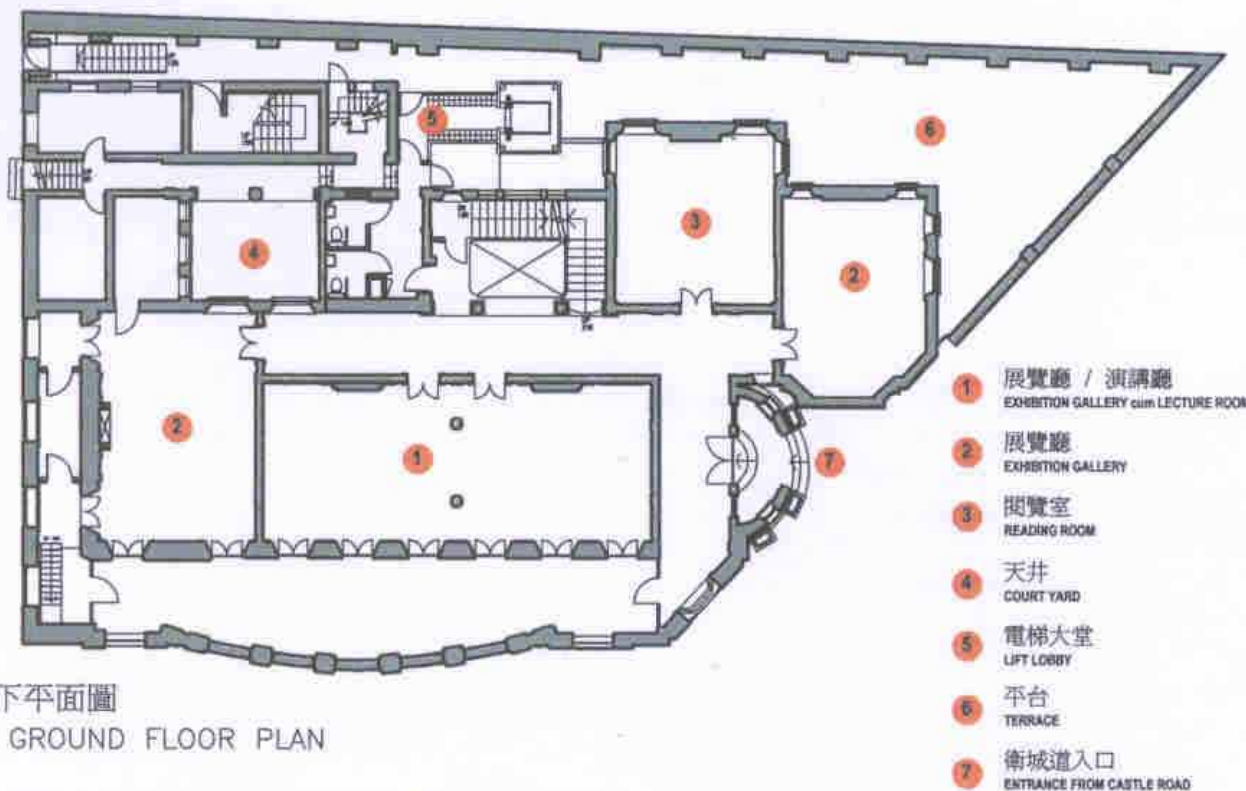 5
6
3
4
2
2
1
7
1 展覽廳 / 演講廳
EXHIBITION GALLERY cum LECTURE ROOM
2 展覽廳
EXHIBITION GALLERY
3 閱覽室
READING ROOM
4 天井
COURT YARD
5 電梯大堂
LIFT LOBBY
6 平台
TERRACE
7 衛城道入口
ENTRANCE FROM CASTLE ROAD
下平面圖
GROUND FLOOR PLAN